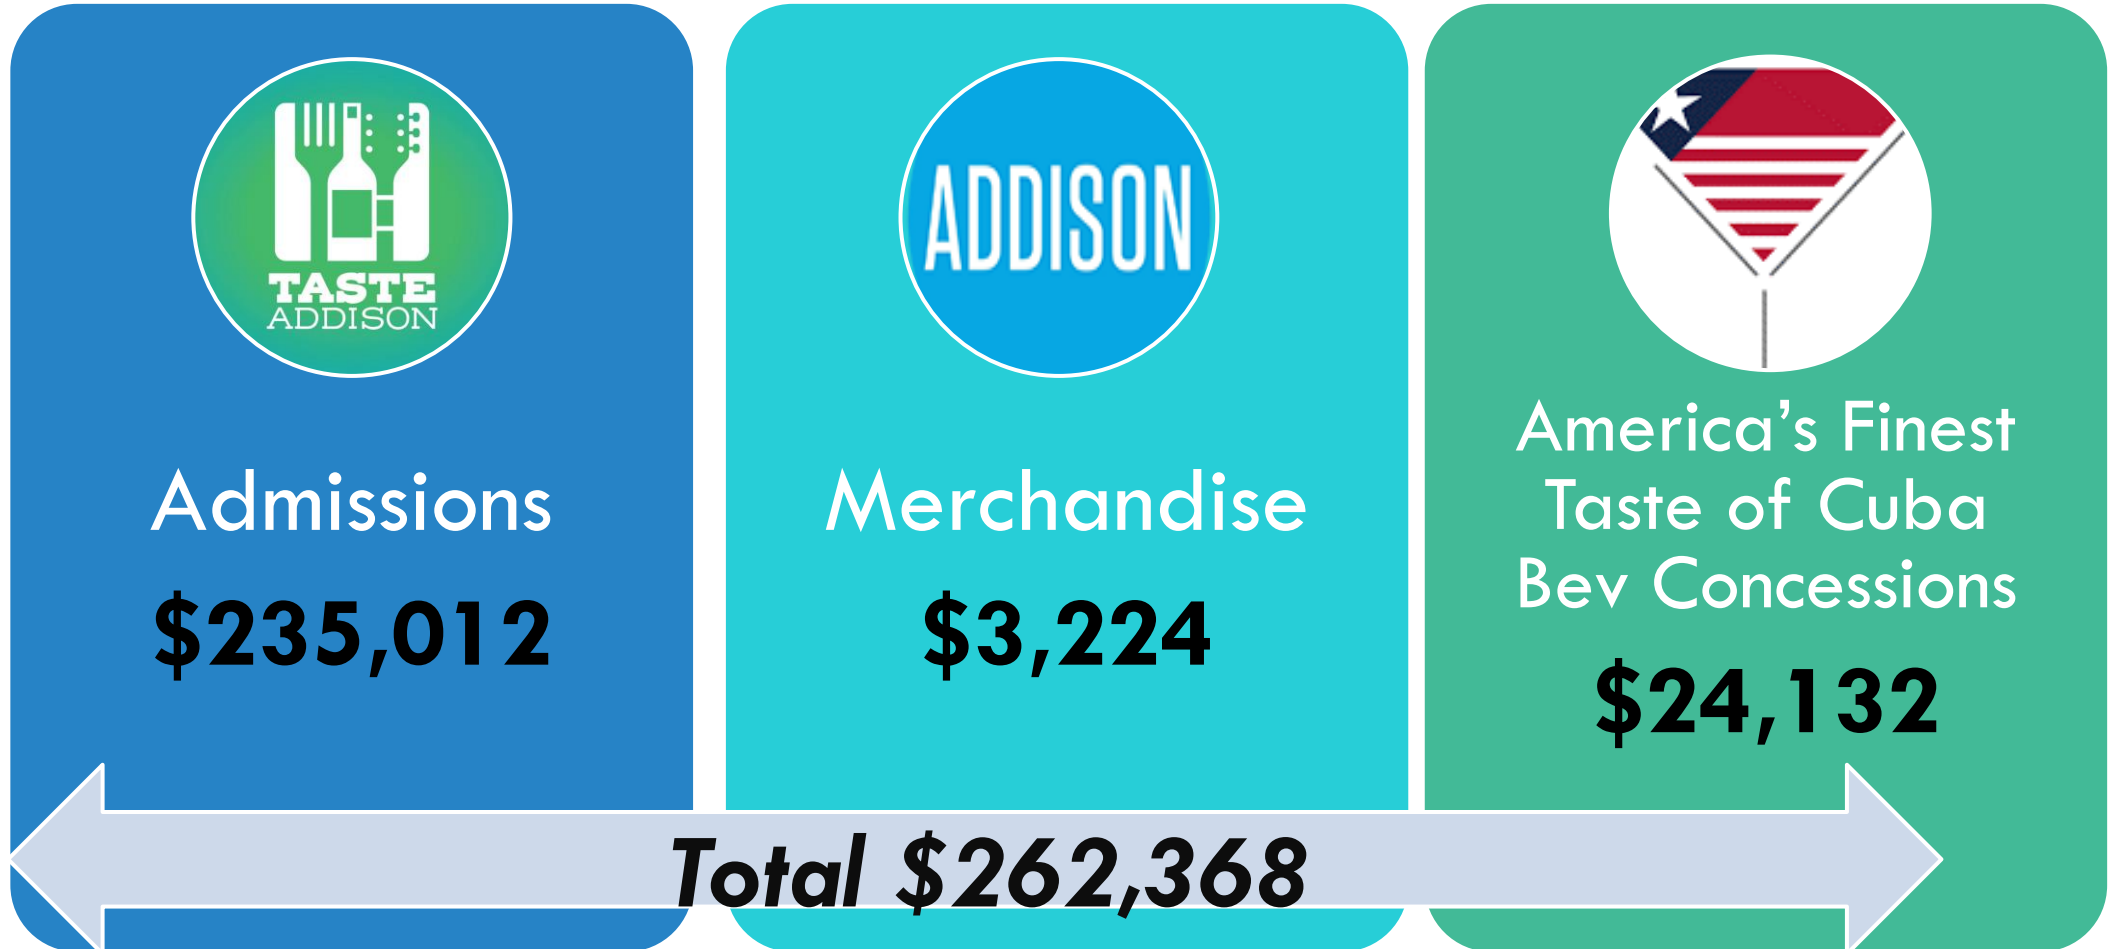 TASTE
ADDISON
Admissions
$235,012
ADDISON
Merchandise
$3,224
America’s Finest
Taste of Cuba
Bev Concessions
$24,132
Total $262,368